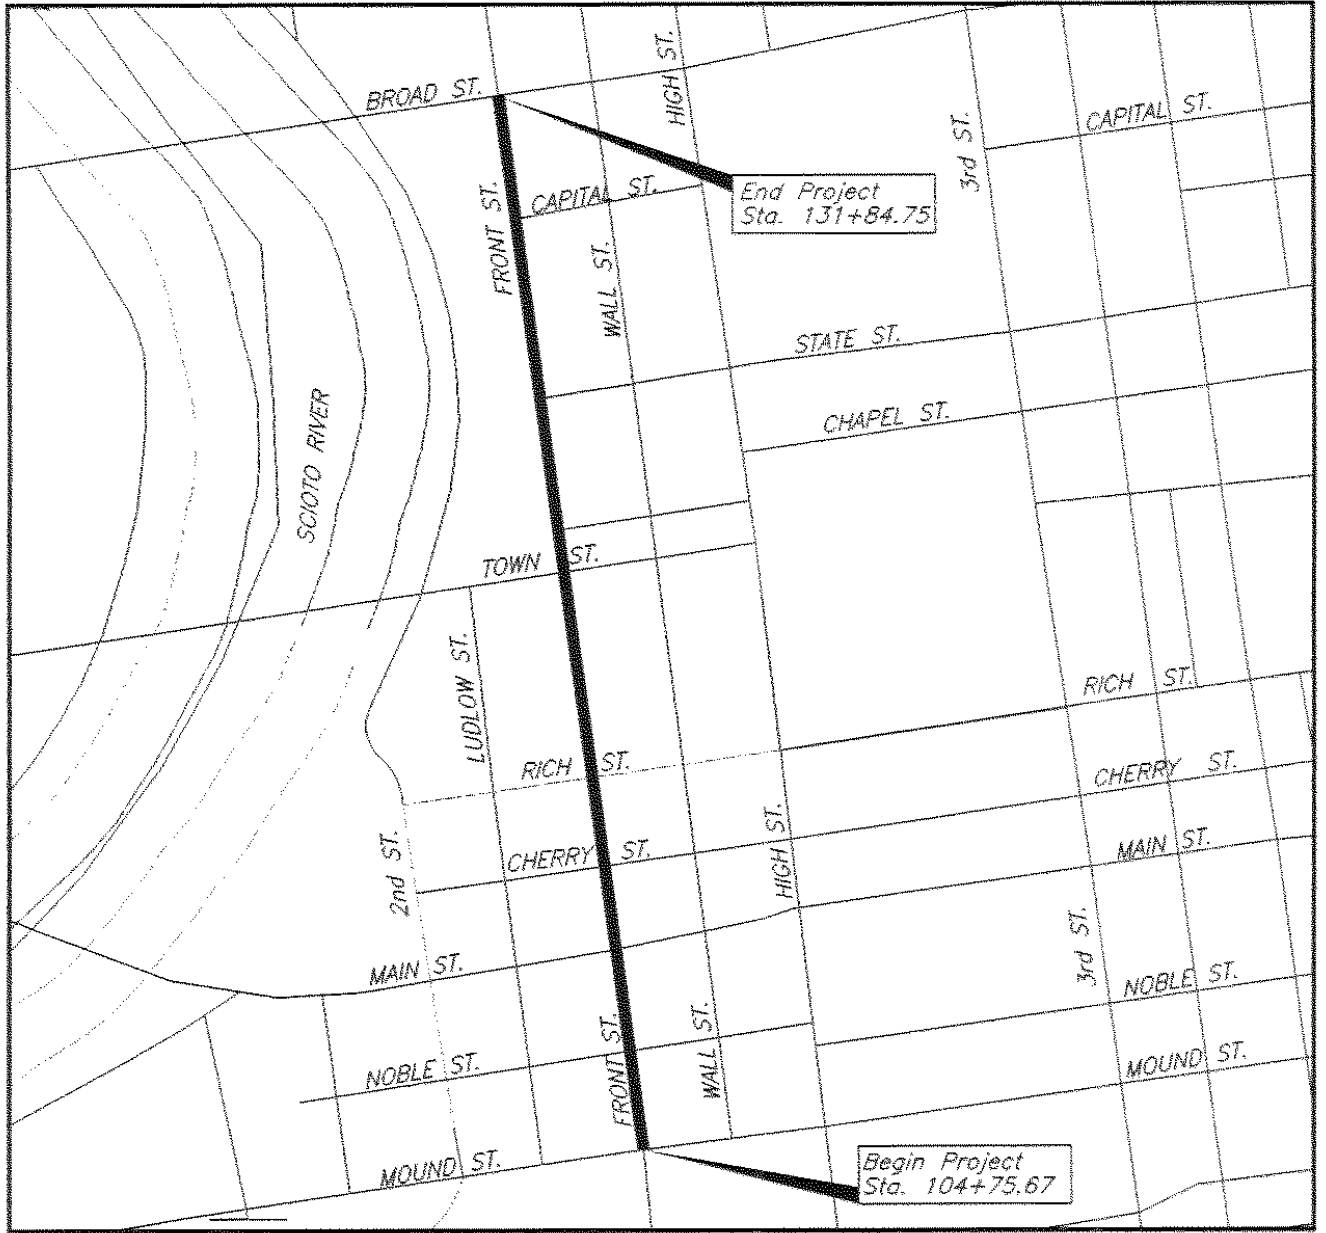 BROAD ST.
HIGH ST.
3rd ST.
CAPITAL ST.
End Project
Sta. 131+84.75
FRONT ST.
CAPITAL ST.
WALL ST.
STATE ST.
CHAPEL ST.
SCIOTO RIVER
TOWN ST.
LUDLOW ST.
RICH ST.
RICH ST.
CHERRY ST.
2nd ST.
CHERRY ST.
HIGH ST.
MAIN ST.
MAIN ST.
3rd ST.
NOBLE ST.
FRONT ST.
WALL ST.
NOBLE ST.
MOUND ST.
MOUND ST.
Begin Project
Sta. 104+75.67